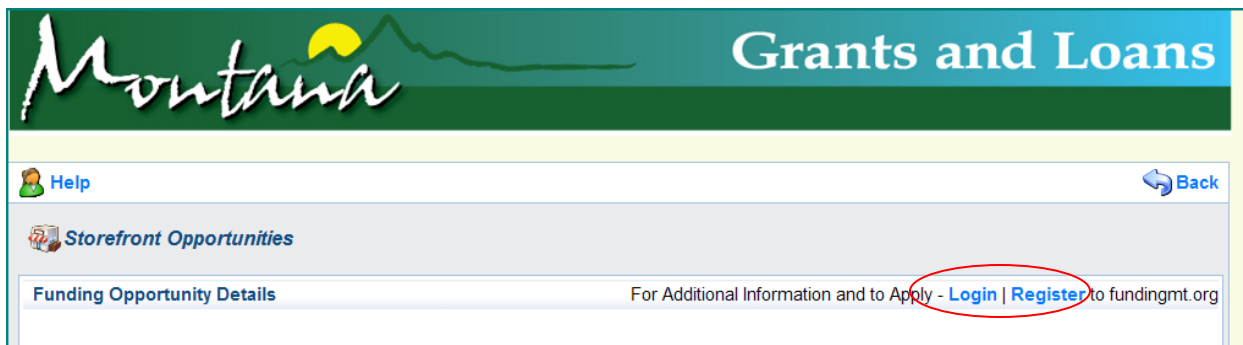 Montana
Grants and Loans
Help
Back
Storefront Opportunities
Funding Opportunity Details
For Additional Information and to Apply - Login | Register to fundingmt.org